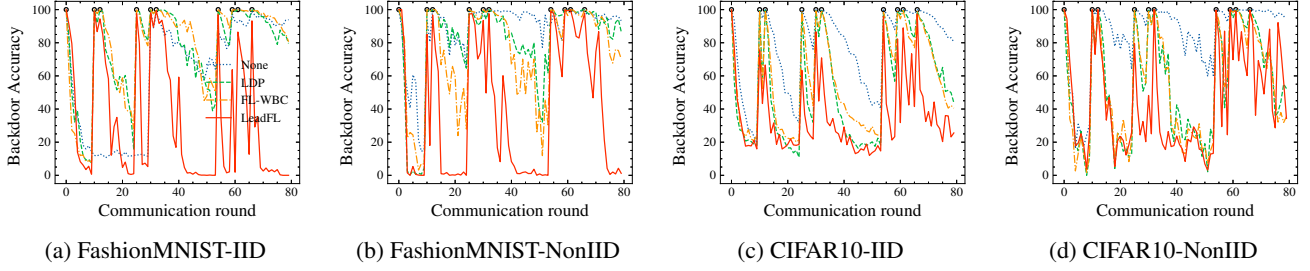 Backdoor Accuracy
100
80
60
40
20
0
None
LDP
FL-WBC
LeadFL
0 20 40 60 80
Communication round
(a) FashionMNIST-IID
Backdoor Accuracy
100
80
60
40
20
0
0 20 40 60 80
Communication round
(b) FashionMNIST-NonIID
Backdoor Accuracy
100
80
60
40
20
0
0 20 40 60 80
Communication round
(c) CIFAR10-IID
Backdoor Accuracy
100
80
60
40
20
0
0 20 40 60 80
Communication round
(d) CIFAR10-NonIID